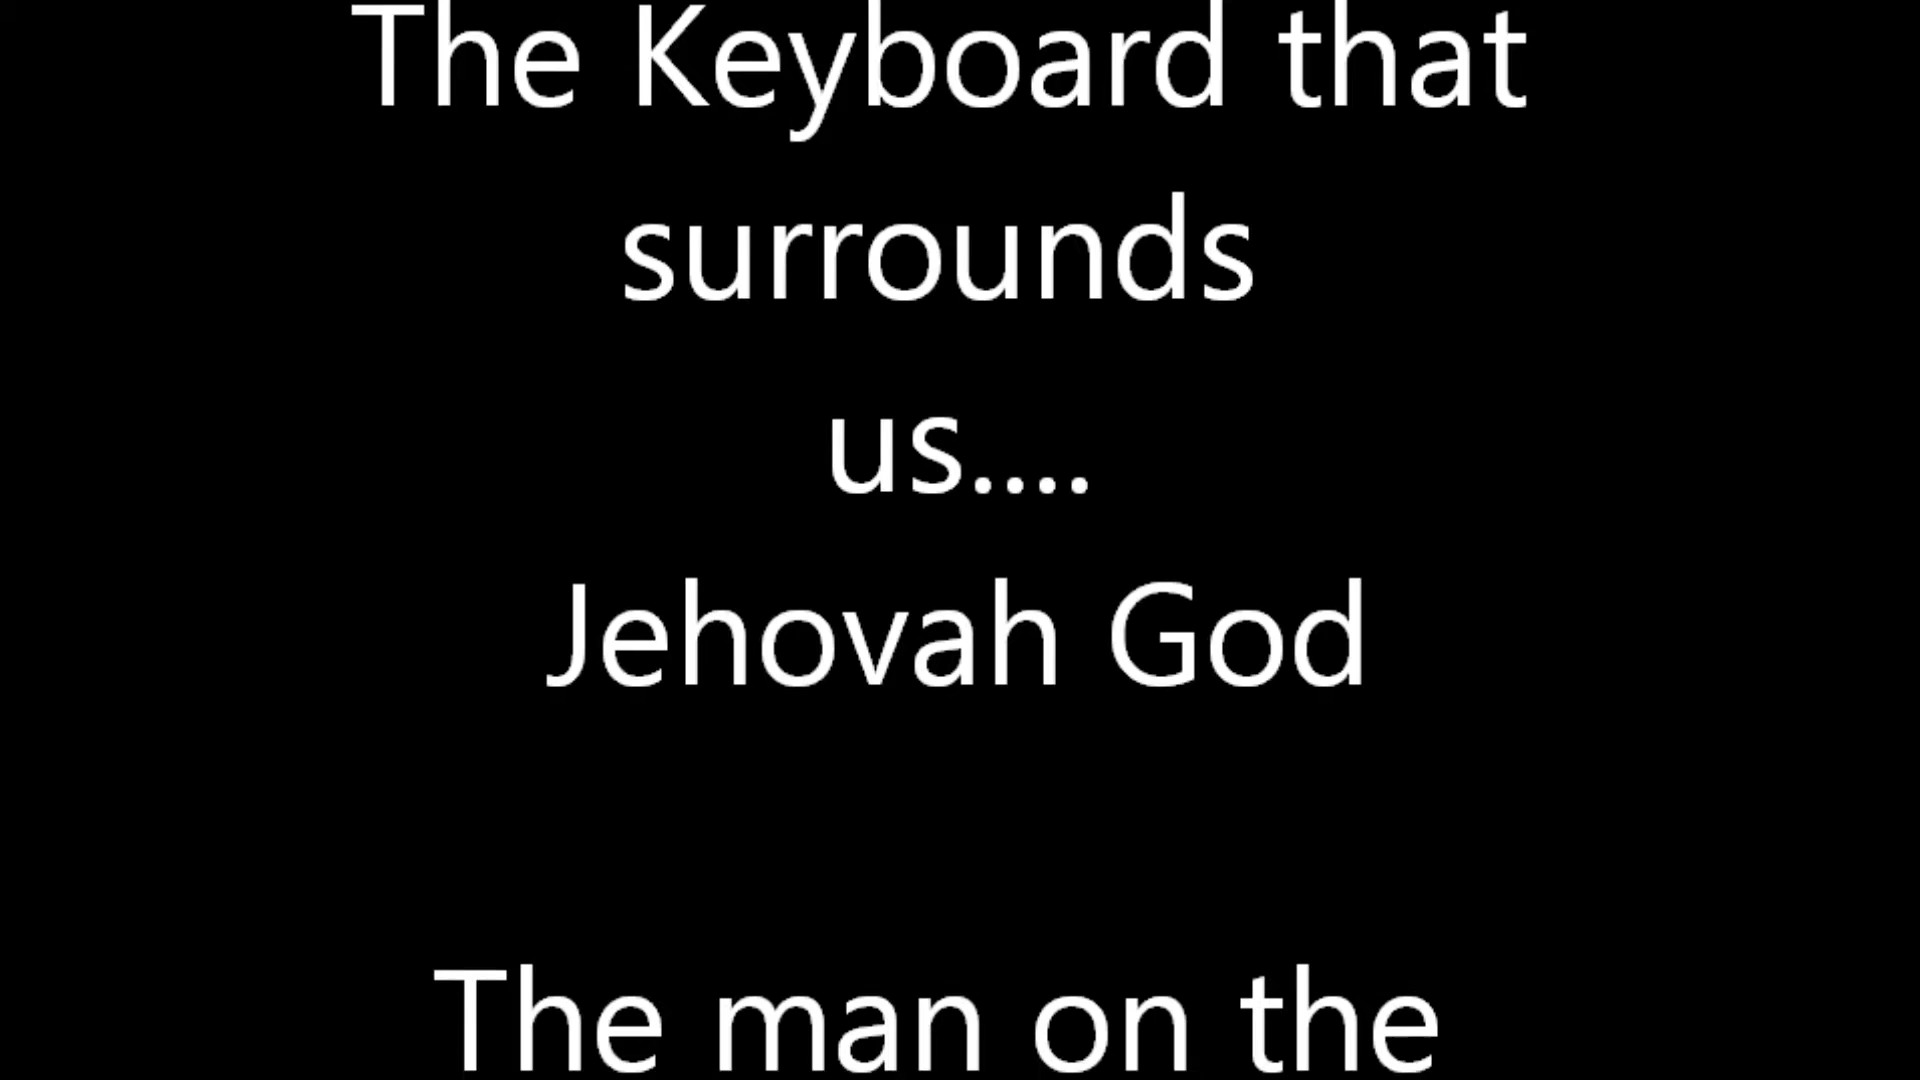 The Keyboard that
surrounds
us....
Jehovah God
The man on the